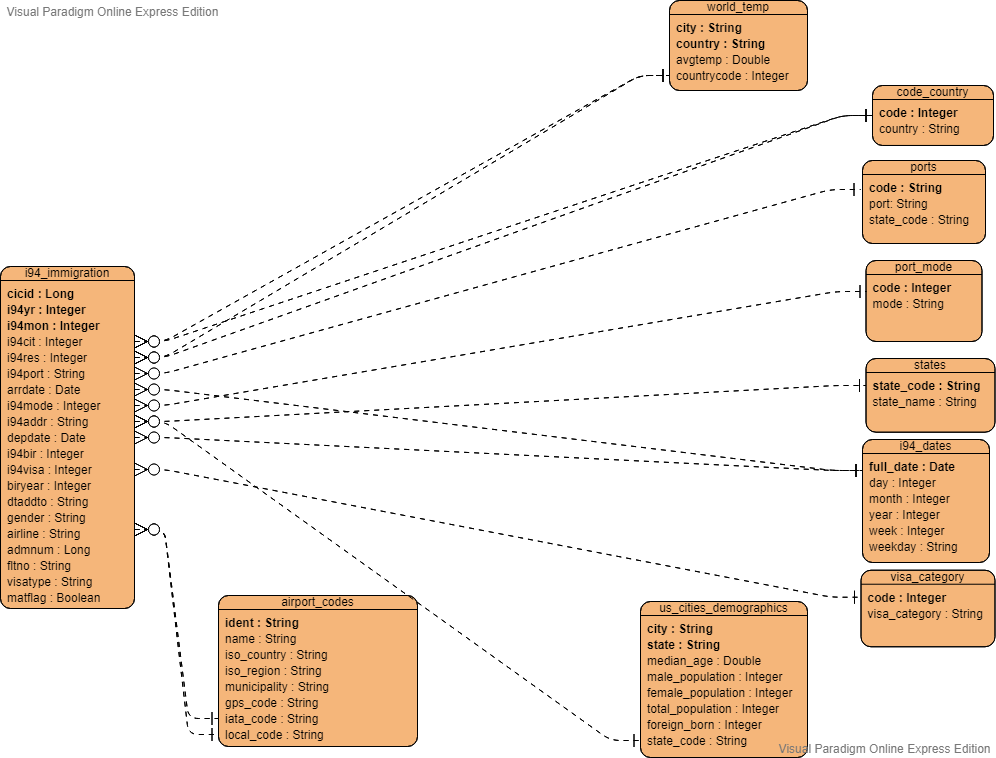 Visual Paradigm Online Express Edition
world_temp
city : String
country : String
avgtemp : Double
countrycode : Integer
code_country
code : Integer
country : String
ports
code : String
port: String
state_code : String
port_mode
code : Integer
mode : String
states
state_code : String
state_name : String
i94_dates
full_date : Date
day : Integer
month : Integer
year : Integer
week : Integer
weekday : String
visa_category
code : Integer
visa_category : String
i94_immigration
cicid : Long
i94yr : Integer
i94mon : Integer
i94cit : Integer
i94res : Integer
i94port : String
arrdate : Date
i94mode : Integer
i94addr : String
depdate : Date
i94bir : Integer
i94visa : Integer
biryear : Integer
dtaddto : String
gender : String
airline : String
admnum : Long
fltno : String
visatype : String
matflag : Boolean
airport_codes
ident : String
name : String
iso_country : String
iso_region : String
municipality : String
gps_code : String
iata_code : String
local_code : String
us_cities_demographics
city : String
state : String
median_age : Double
male_population : Integer
female_population : Integer
total_population : Integer
foreign_born : Integer
state_code : String
Visual Paradigm Online Express Edition